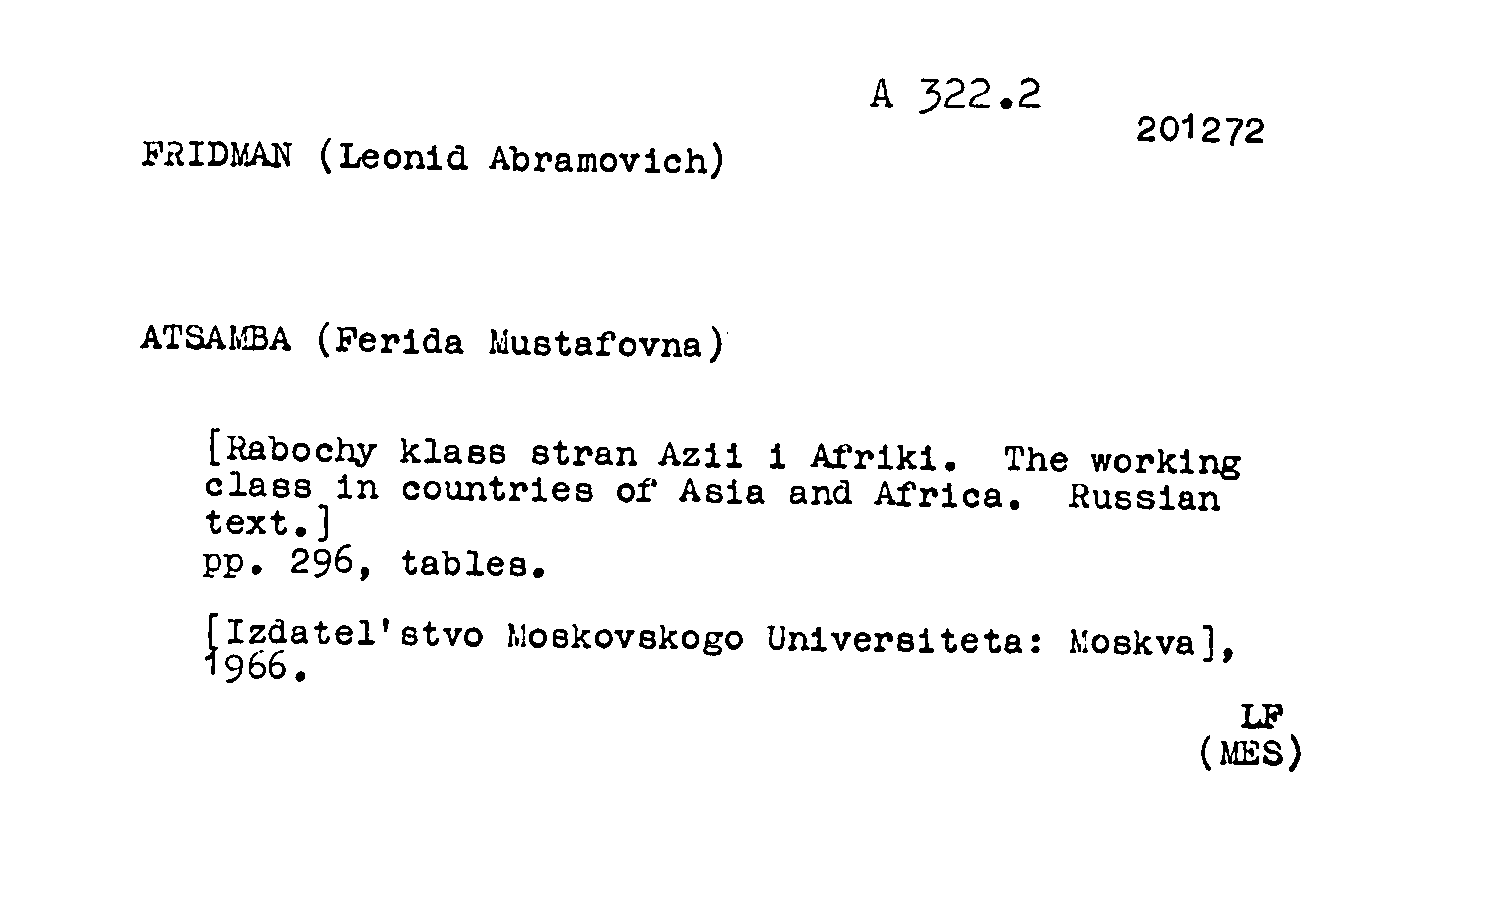 A 322.2
201272
FRIDMAN (Leonid Abramovich)
ATSAMBA (Ferida Mustafovna)
[Rabochy klass stran Azii i Afriki. The working
class in countries of Asia and Africa. Russian
text.]
pp. 296, tables.
[Izdatel'stvo Moskovskogo Universiteta: Moskva],
1966.
LF
(MES)